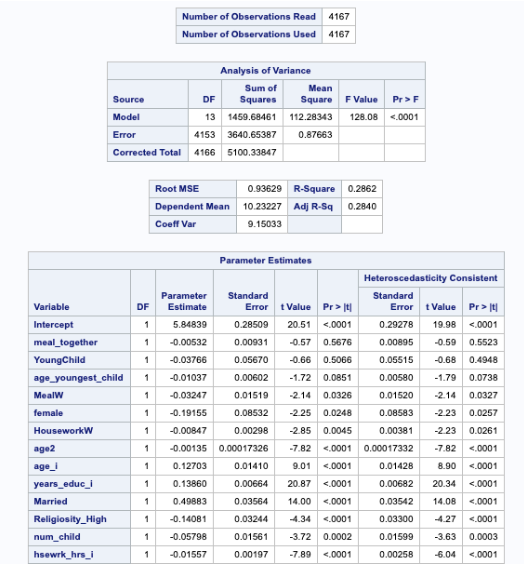 Number of Observations Read 4167
Number of Observations Used 4167
Analysis of Variance
Source DF Sum of Squares Mean Square F Value Pr > F
Model 13 1459.68461 112.28343 128.08 <.0001
Error 4153 3640.65387 0.87663
Corrected Total 4166 5100.33847
Root MSE 0.93629 R-Square 0.2862
Dependent Mean 10.23227 Adj R-Sq 0.2840
Coeff Var 9.15033
Parameter Estimates
Heteroscedasticity Consistent
Variable DF Parameter Estimate Standard Error t Value Pr > |t| Standard Error t Value Pr > |t|
Intercept 1 5.84839 0.28509 20.51 <.0001 0.29278 19.98 <.0001
meal_together 1 -0.00532 0.00931 -0.57 0.5676 0.00895 -0.59 0.5523
YoungChild 1 -0.03766 0.05670 -0.66 0.5066 0.05515 -0.68 0.4948
age_youngest_child 1 -0.01037 0.00602 -1.72 0.0851 0.00580 -1.79 0.0738
MealW 1 -0.03247 0.01519 -2.14 0.0326 0.01520 -2.14 0.0327
female 1 -0.19155 0.08532 -2.25 0.0248 0.08583 -2.23 0.0257
HouseworkW 1 -0.00847 0.00298 -2.85 0.0045 0.00381 -2.23 0.0261
age2 1 -0.00135 0.00017326 -7.82 <.0001 0.00017332 -7.82 <.0001
age_i 1 0.12703 0.01410 9.01 <.0001 0.01428 8.90 <.0001
years_educ_i 1 0.13860 0.00664 20.87 <.0001 0.00682 20.34 <.0001
Married 1 0.49883 0.03564 14.00 <.0001 0.03542 14.08 <.0001
Religiosity_High 1 -0.14081 0.03244 -4.34 <.0001 0.03300 -4.27 <.0001
num_child 1 -0.05798 0.01561 -3.72 0.0002 0.01599 -3.63 0.0003
hsewrk_hrs_i 1 -0.01557 0.00197 -7.89 <.0001 0.00258 -6.04 <.0001